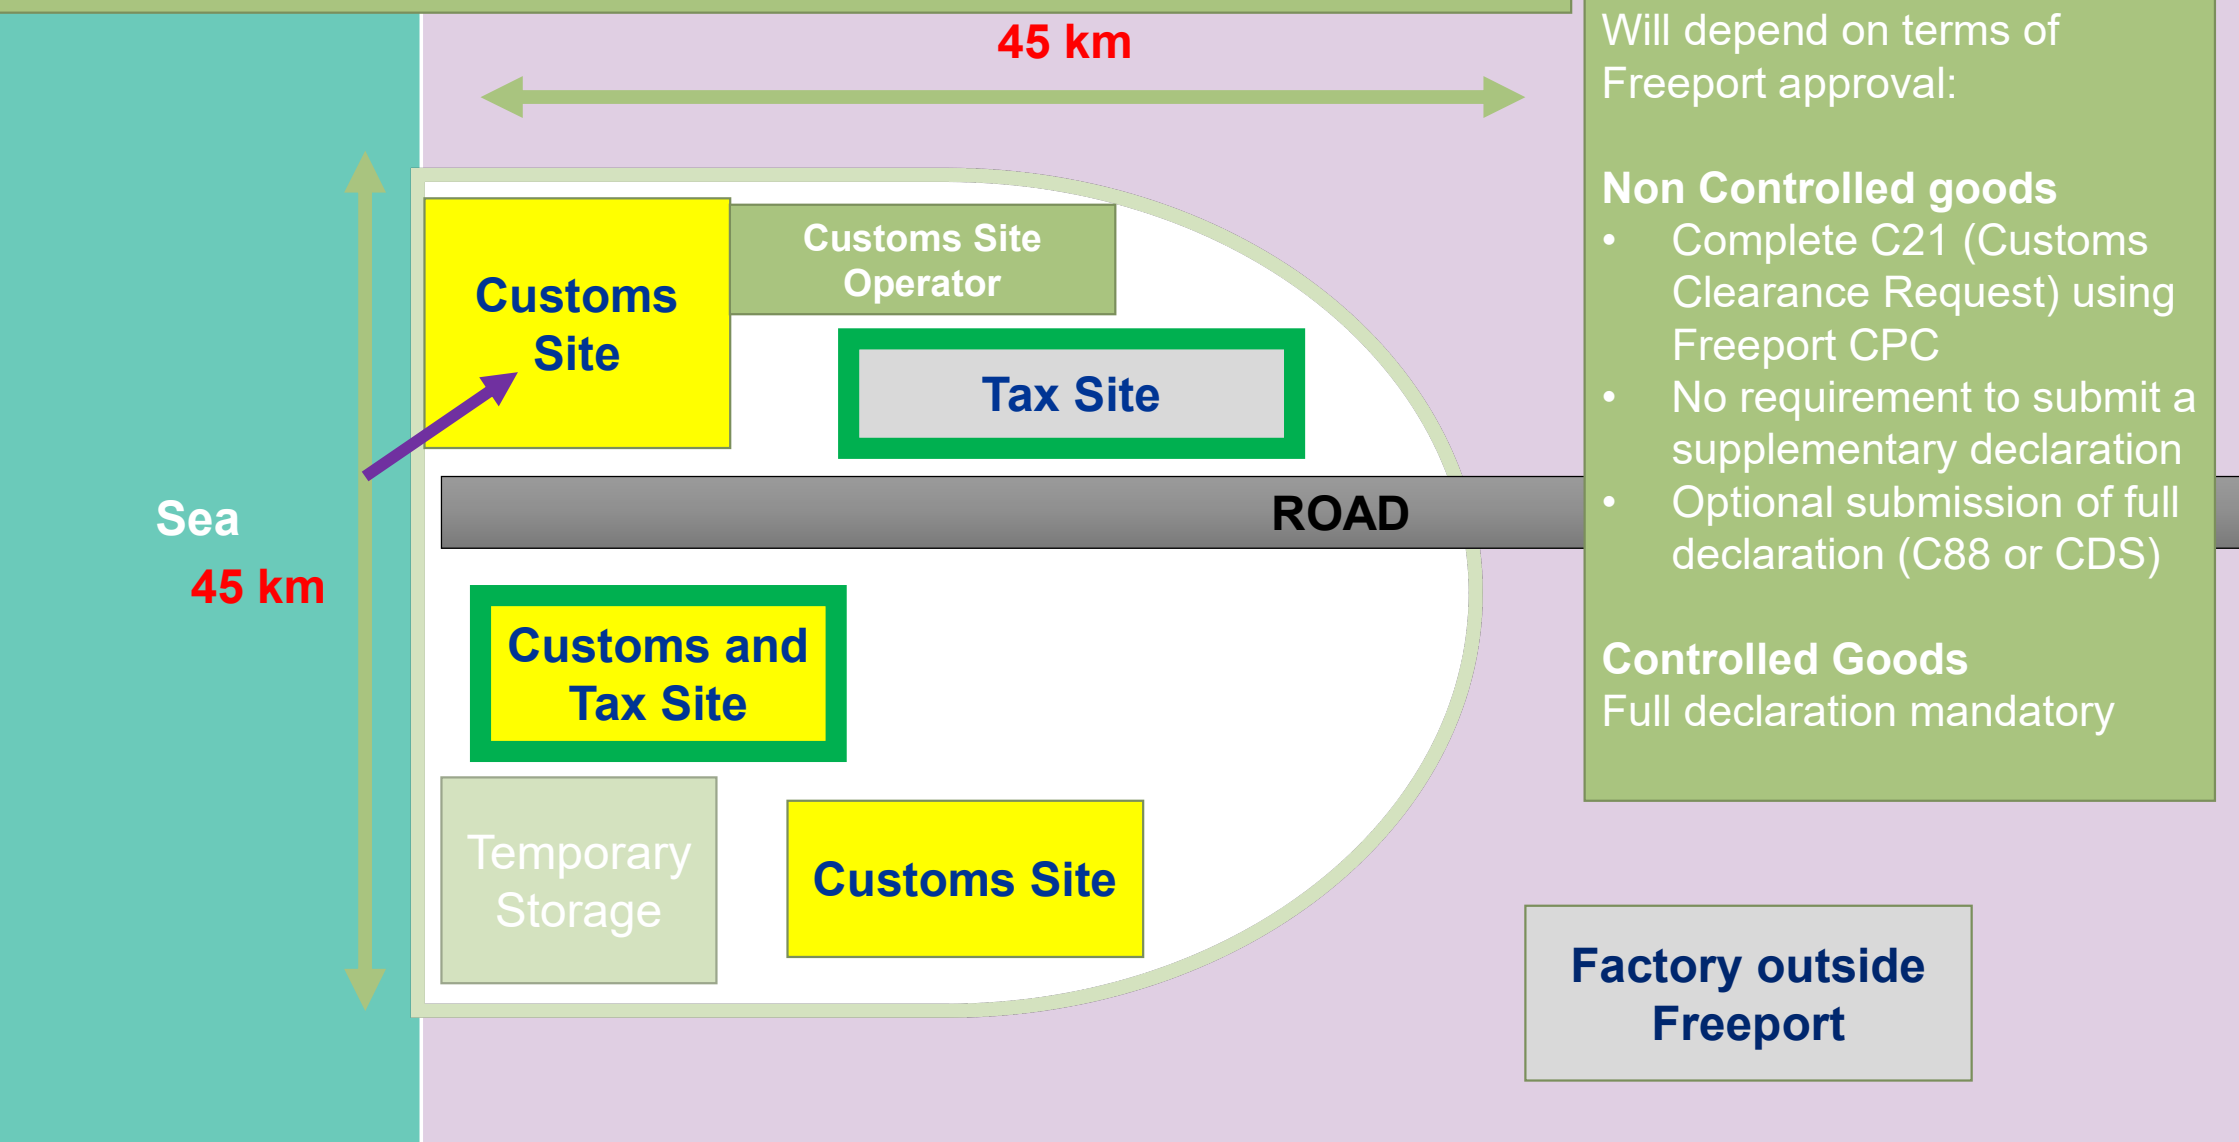 45 km
Customs Site
Operator
Customs
Site
Tax Site
ROAD
Sea
45 km
Customs and
Tax Site
Temporary
Storage
Customs Site
Will depend on terms of
Freeport approval:
Non Controlled goods
• Complete C21 (Customs
Clearance Request) using
Freeport CPC
• No requirement to submit a
supplementary declaration
• Optional submission of full
declaration (C88 or CDS)
Controlled Goods
Full declaration mandatory
Factory outside
Freeport